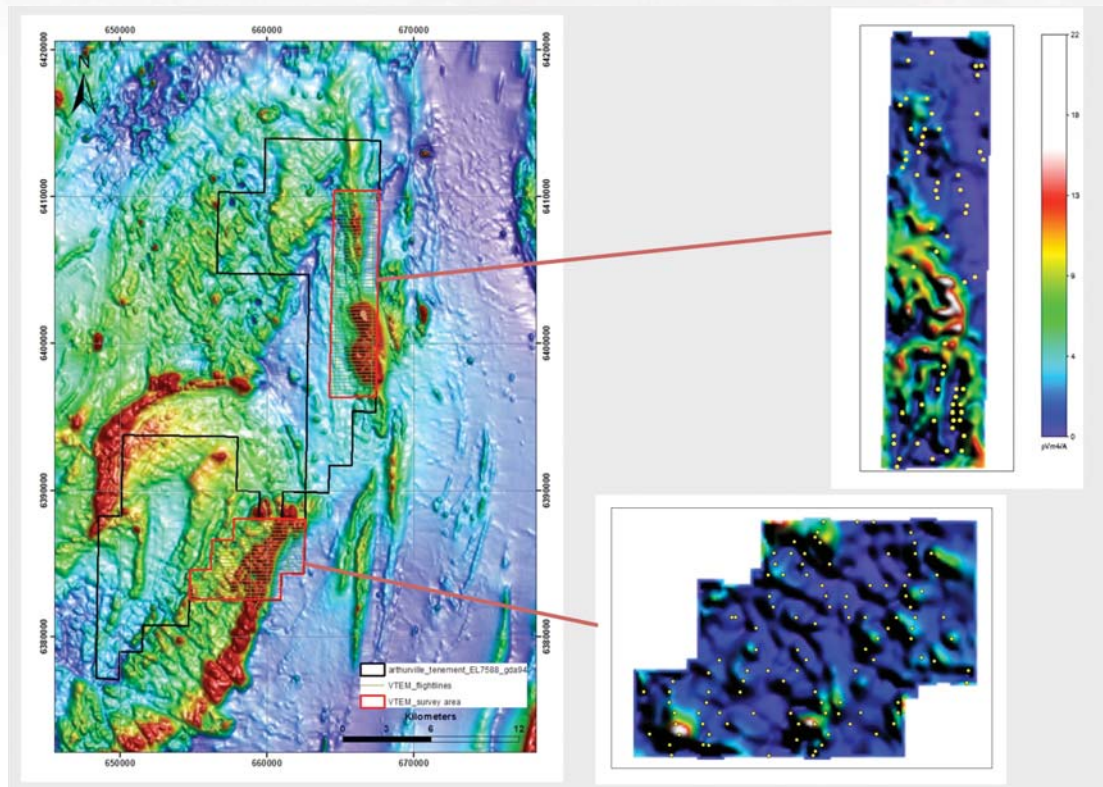 650000 660000 670000
6420000 6420000
N
6410000 6410000
6400000 6400000
6390000 6390000
6380000 6380000
arthurville_tenement_EL7588_gda94
VTEM_flightlines
VTEM_survey area
Kilometers
0 3 6 12
650000 660000 670000
22
18
13
9
4
0
pVm4/A